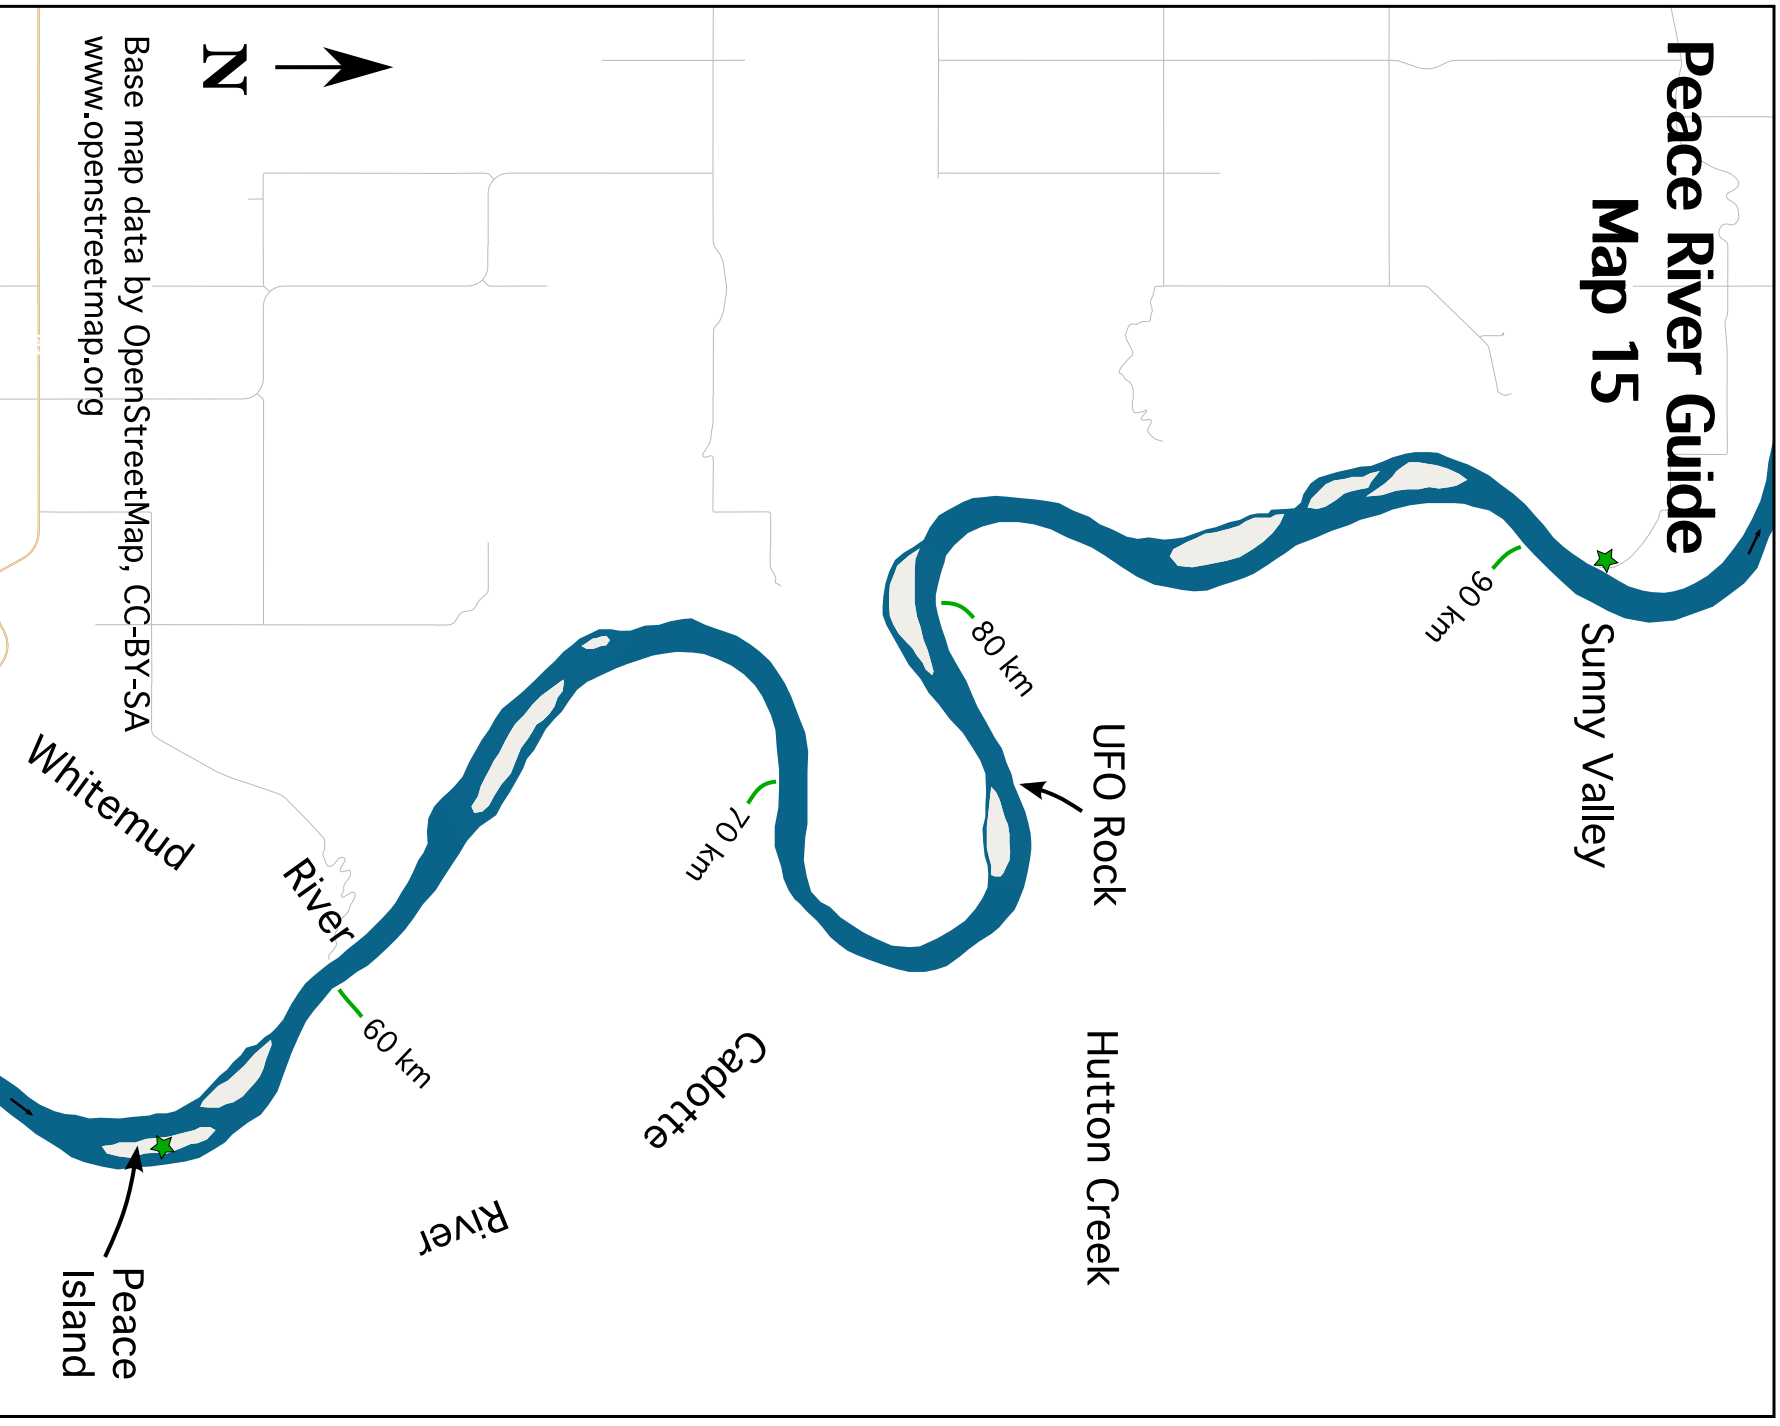 Peace River Guide
Map 15
Sunny Valley
90 km
UFO Rock
80 km
Hutton Creek
70 km
Cadotte
River
60 km
River
Whitemud
Peace
Island
N
Base map data by OpenStreetMap, CC-BY-SA
www.openstreetmap.org